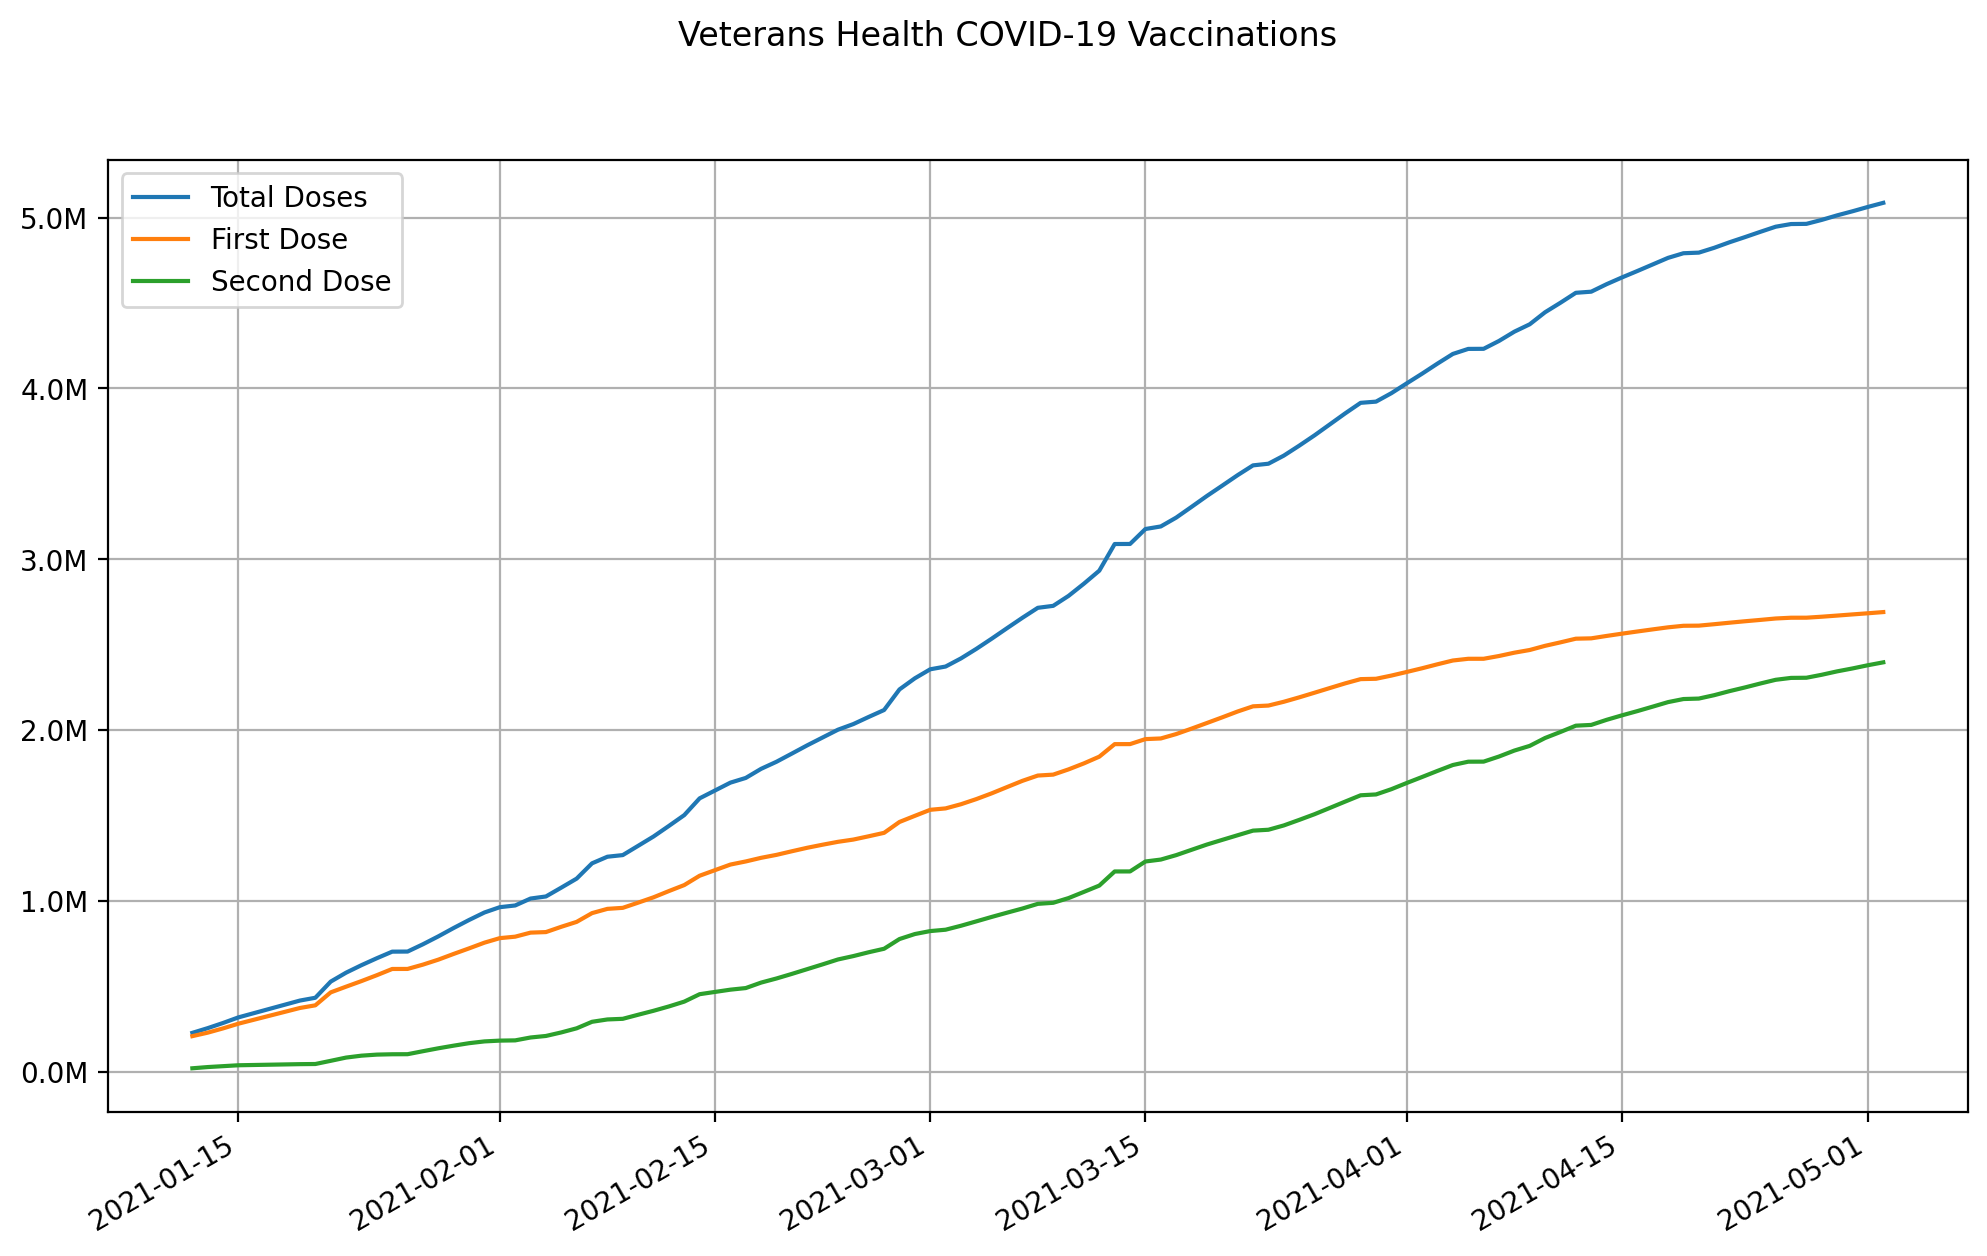 Veterans Health COVID-19 Vaccinations
Total Doses
First Dose
Second Dose
5.0M
4.0M
3.0M
2.0M
1.0M
0.0M
2021-01-15
2021-02-01
2021-02-15
2021-03-01
2021-03-15
2021-04-01
2021-04-15
2021-05-01